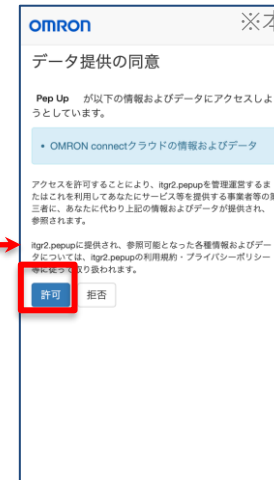 OMRON
※本
データ提供の同意
Pep Up が以下の情報およびデータにアクセスしよ
うとしています。
• OMRON connectクラウドの情報およびデータ
アクセスを許可することにより、itgr2.pepupを管理運営するま
たはこれを利用してあなたにサービス等を提供する事業者等の第
三者に、あなたに代わり上記の情報およびデータが提供され、
参照されます。
itgr2.pepupに提供され、参照可能となった各種情報およびデー
タについては、itgr2.pepupの利用規約・プライバシーポリシー
等に従って取り扱われます。
許可
拒否